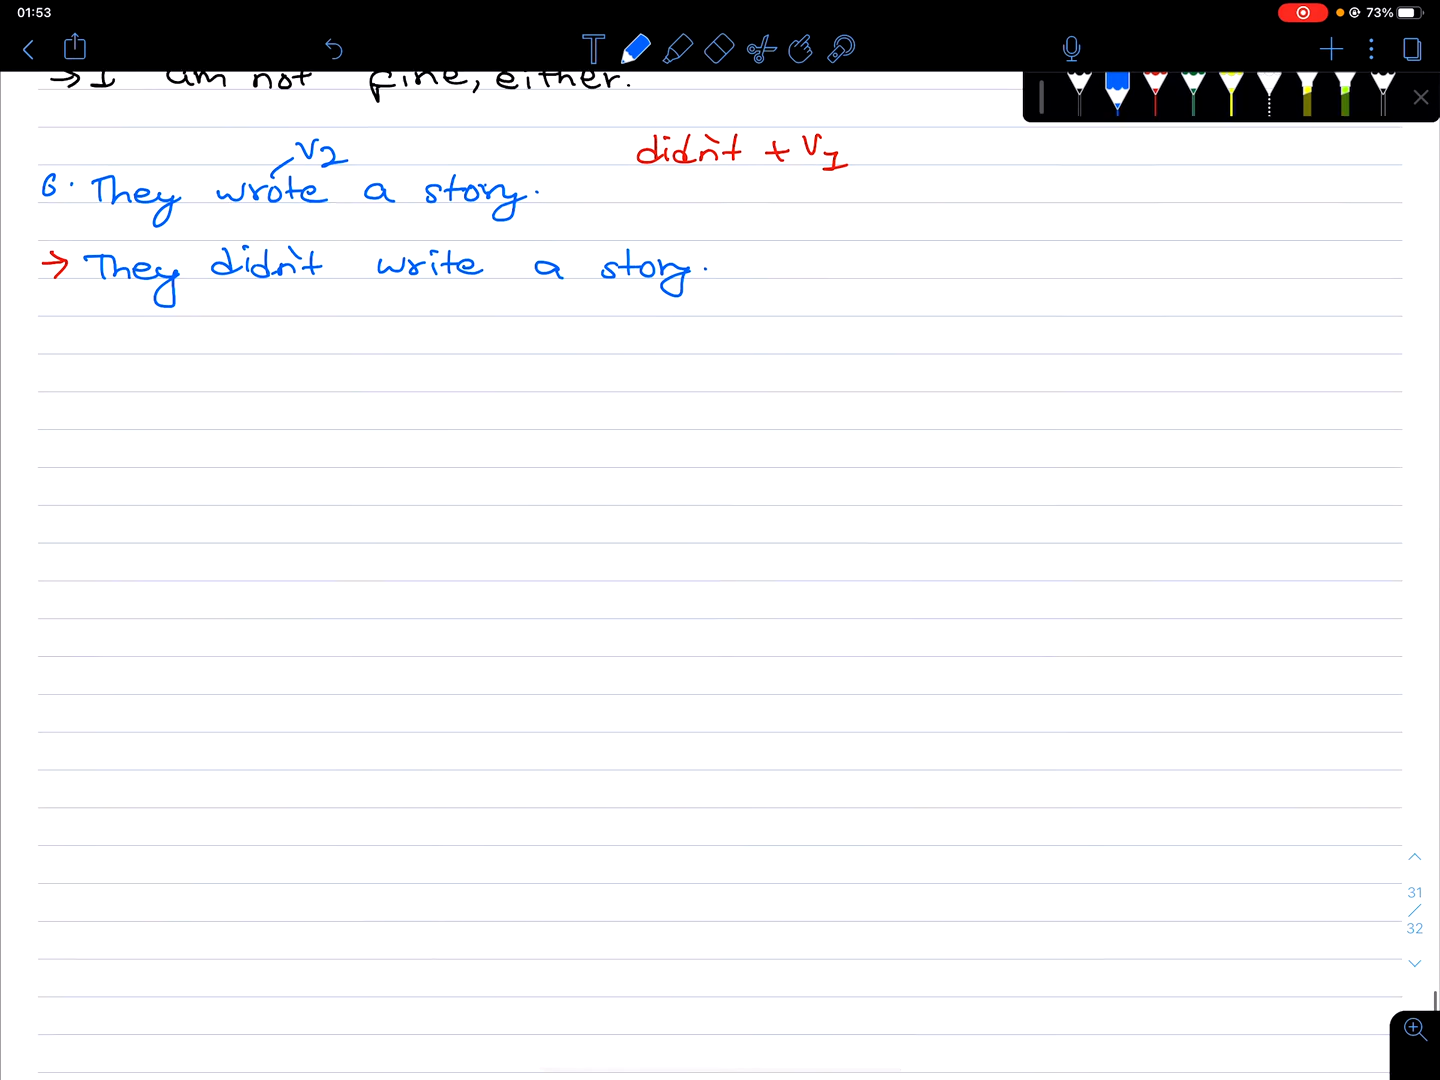 01:53
73%
→ I am not fine, either.
V2
didn't + V1
6. They wrote a story.
→ They didn't write a story.
31
/
32